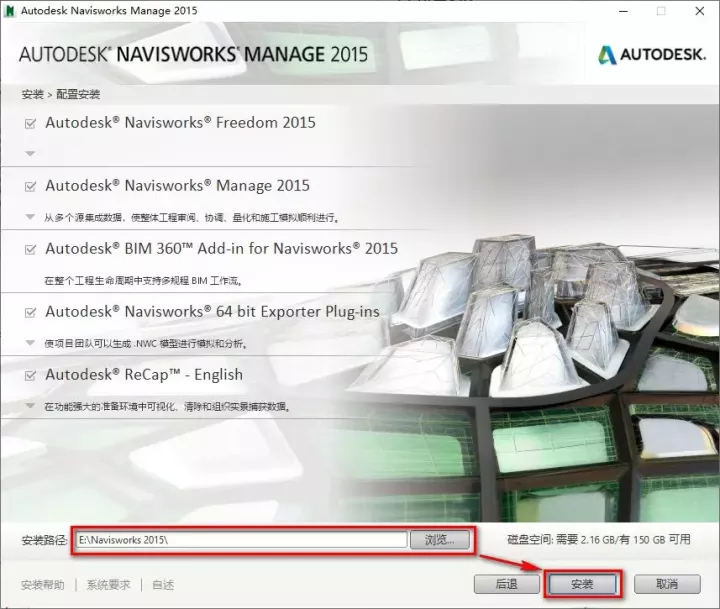 Autodesk Navisworks Manage 2015
AUTODESK® NAVISWORKS® MANAGE 2015
AUTODESK.
安装 > 配置安装
Autodesk® Navisworks® Freedom 2015
Autodesk® Navisworks® Manage 2015
从多个源集成数据，使整体工程审阅、协调、量化和施工模拟顺利进行。
Autodesk® BIM 360™ Add-in for Navisworks® 2015
在整个工程生命周期中支持多规程 BIM 工作流。
Autodesk® Navisworks® 64 bit Exporter Plug-ins
使项目团队可以生成 .NWC 模型进行模拟和分析。
Autodesk® ReCap™ - English
在功能强大的准备环境中可视化、清除和组织实景捕获数据。
安装路径: E:\Navisworks 2015\ 浏览... 磁盘空间: 需要 2.16 GB/有 150 GB 可用
安装帮助 | 系统要求 | 自述 后退 安装 取消